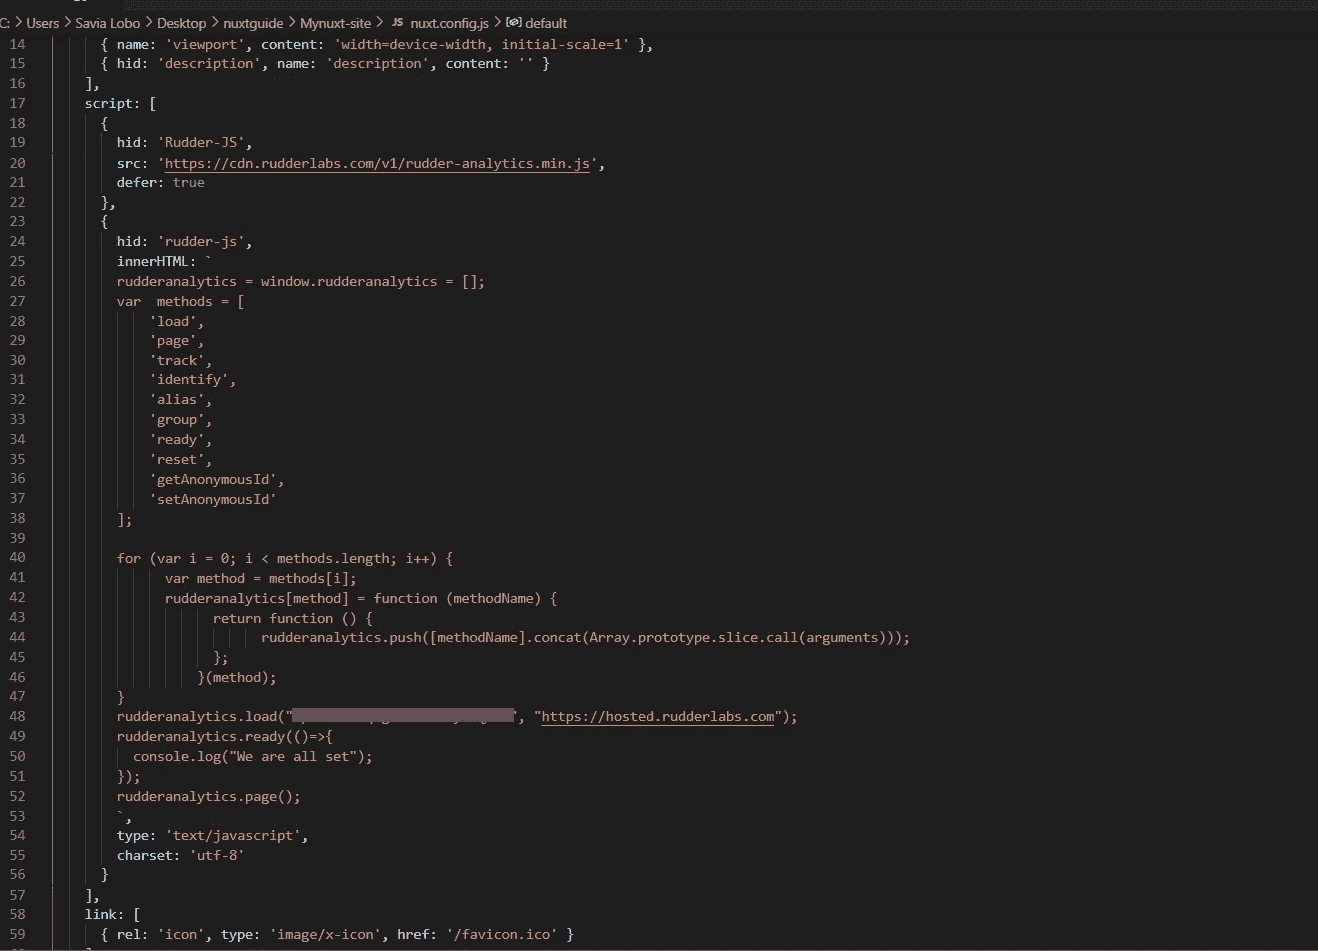 C: > Users > Savia Lobo > Desktop > nuxtguide > Mynuxt-site > JS nuxt.config.js > default
14 { name: 'viewport', content: 'width=device-width, initial-scale=1' },
15 { hid: 'description', name: 'description', content: '' }
16 ],
17 script: [
18 {
19 hid: 'Rudder-JS',
20 src: 'https://cdn.rudderlabs.com/v1/rudder-analytics.min.js',
21 defer: true
22 },
23 {
24 hid: 'rudder-js',
25 innerHTML: `
26 rudderanalytics = window.rudderanalytics = [];
27 var  methods = [
28 'load',
29 'page',
30 'track',
31 'identify',
32 'alias',
33 'group',
34 'ready',
35 'reset',
36 'getAnonymousId',
37 'setAnonymousId'
38 ];
39
40 for (var i = 0; i < methods.length; i++) {
41 var method = methods[i];
42 rudderanalytics[method] = function (methodName) {
43 return function () {
44 rudderanalytics.push([methodName].concat(Array.prototype.slice.call(arguments)));
45 };
46 }(method);
47 }
48 rudderanalytics.load("", "https://hosted.rudderlabs.com");
49 rudderanalytics.ready(()=>{
50 console.log("We are all set");
51 });
52 rudderanalytics.page();
53 `,
54 type: 'text/javascript',
55 charset: 'utf-8'
56 }
57 ],
58 link: [
59 { rel: 'icon', type: 'image/x-icon', href: '/favicon.ico' }